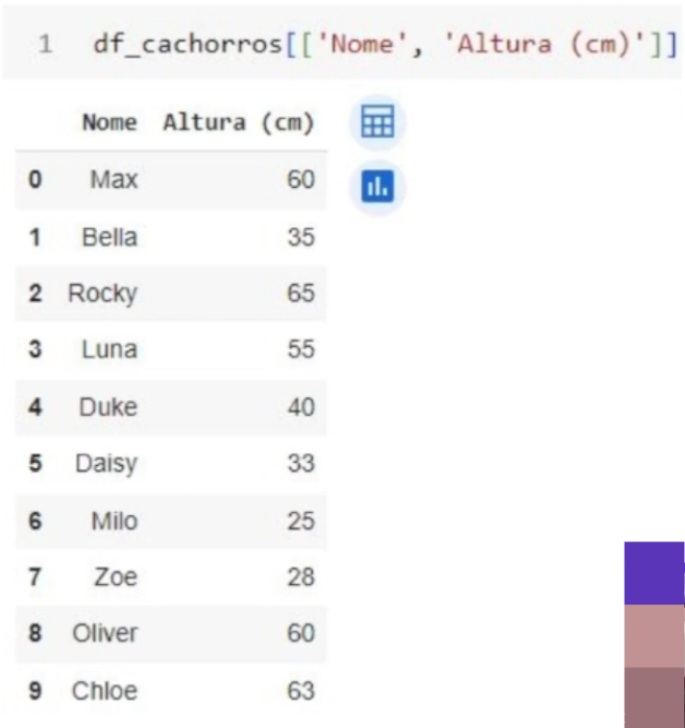 1 df_cachorros[['Nome', 'Altura (cm)']]
Nome Altura (cm)
0 Max 60
1 Bella 35
2 Rocky 65
3 Luna 55
4 Duke 40
5 Daisy 33
6 Milo 25
7 Zoe 28
8 Oliver 60
9 Chloe 63